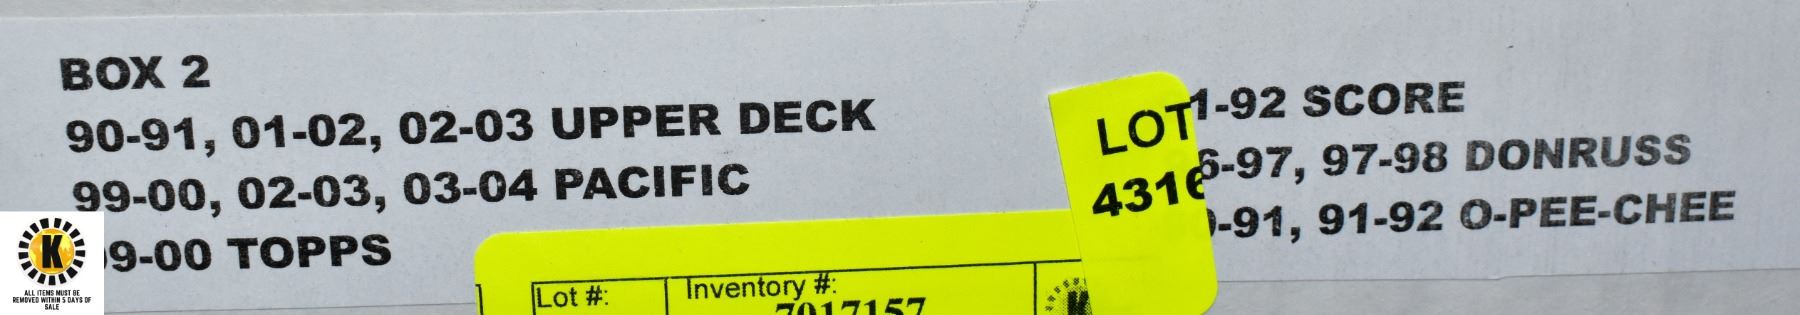 BOX 2
90-91, 01-02, 02-03 UPPER DECK
99-00, 02-03, 03-04 PACIFIC
99-00 TOPPS
1-92 SCORE
6-97, 97-98 DONRUSS
-91, 91-92 O-PEE-CHEE
LOT
4316
Lot #:
Inventory #:
7017157
K
K
ALL ITEMS MUST BE
REMOVED WITHIN 5 DAYS OF
SALE